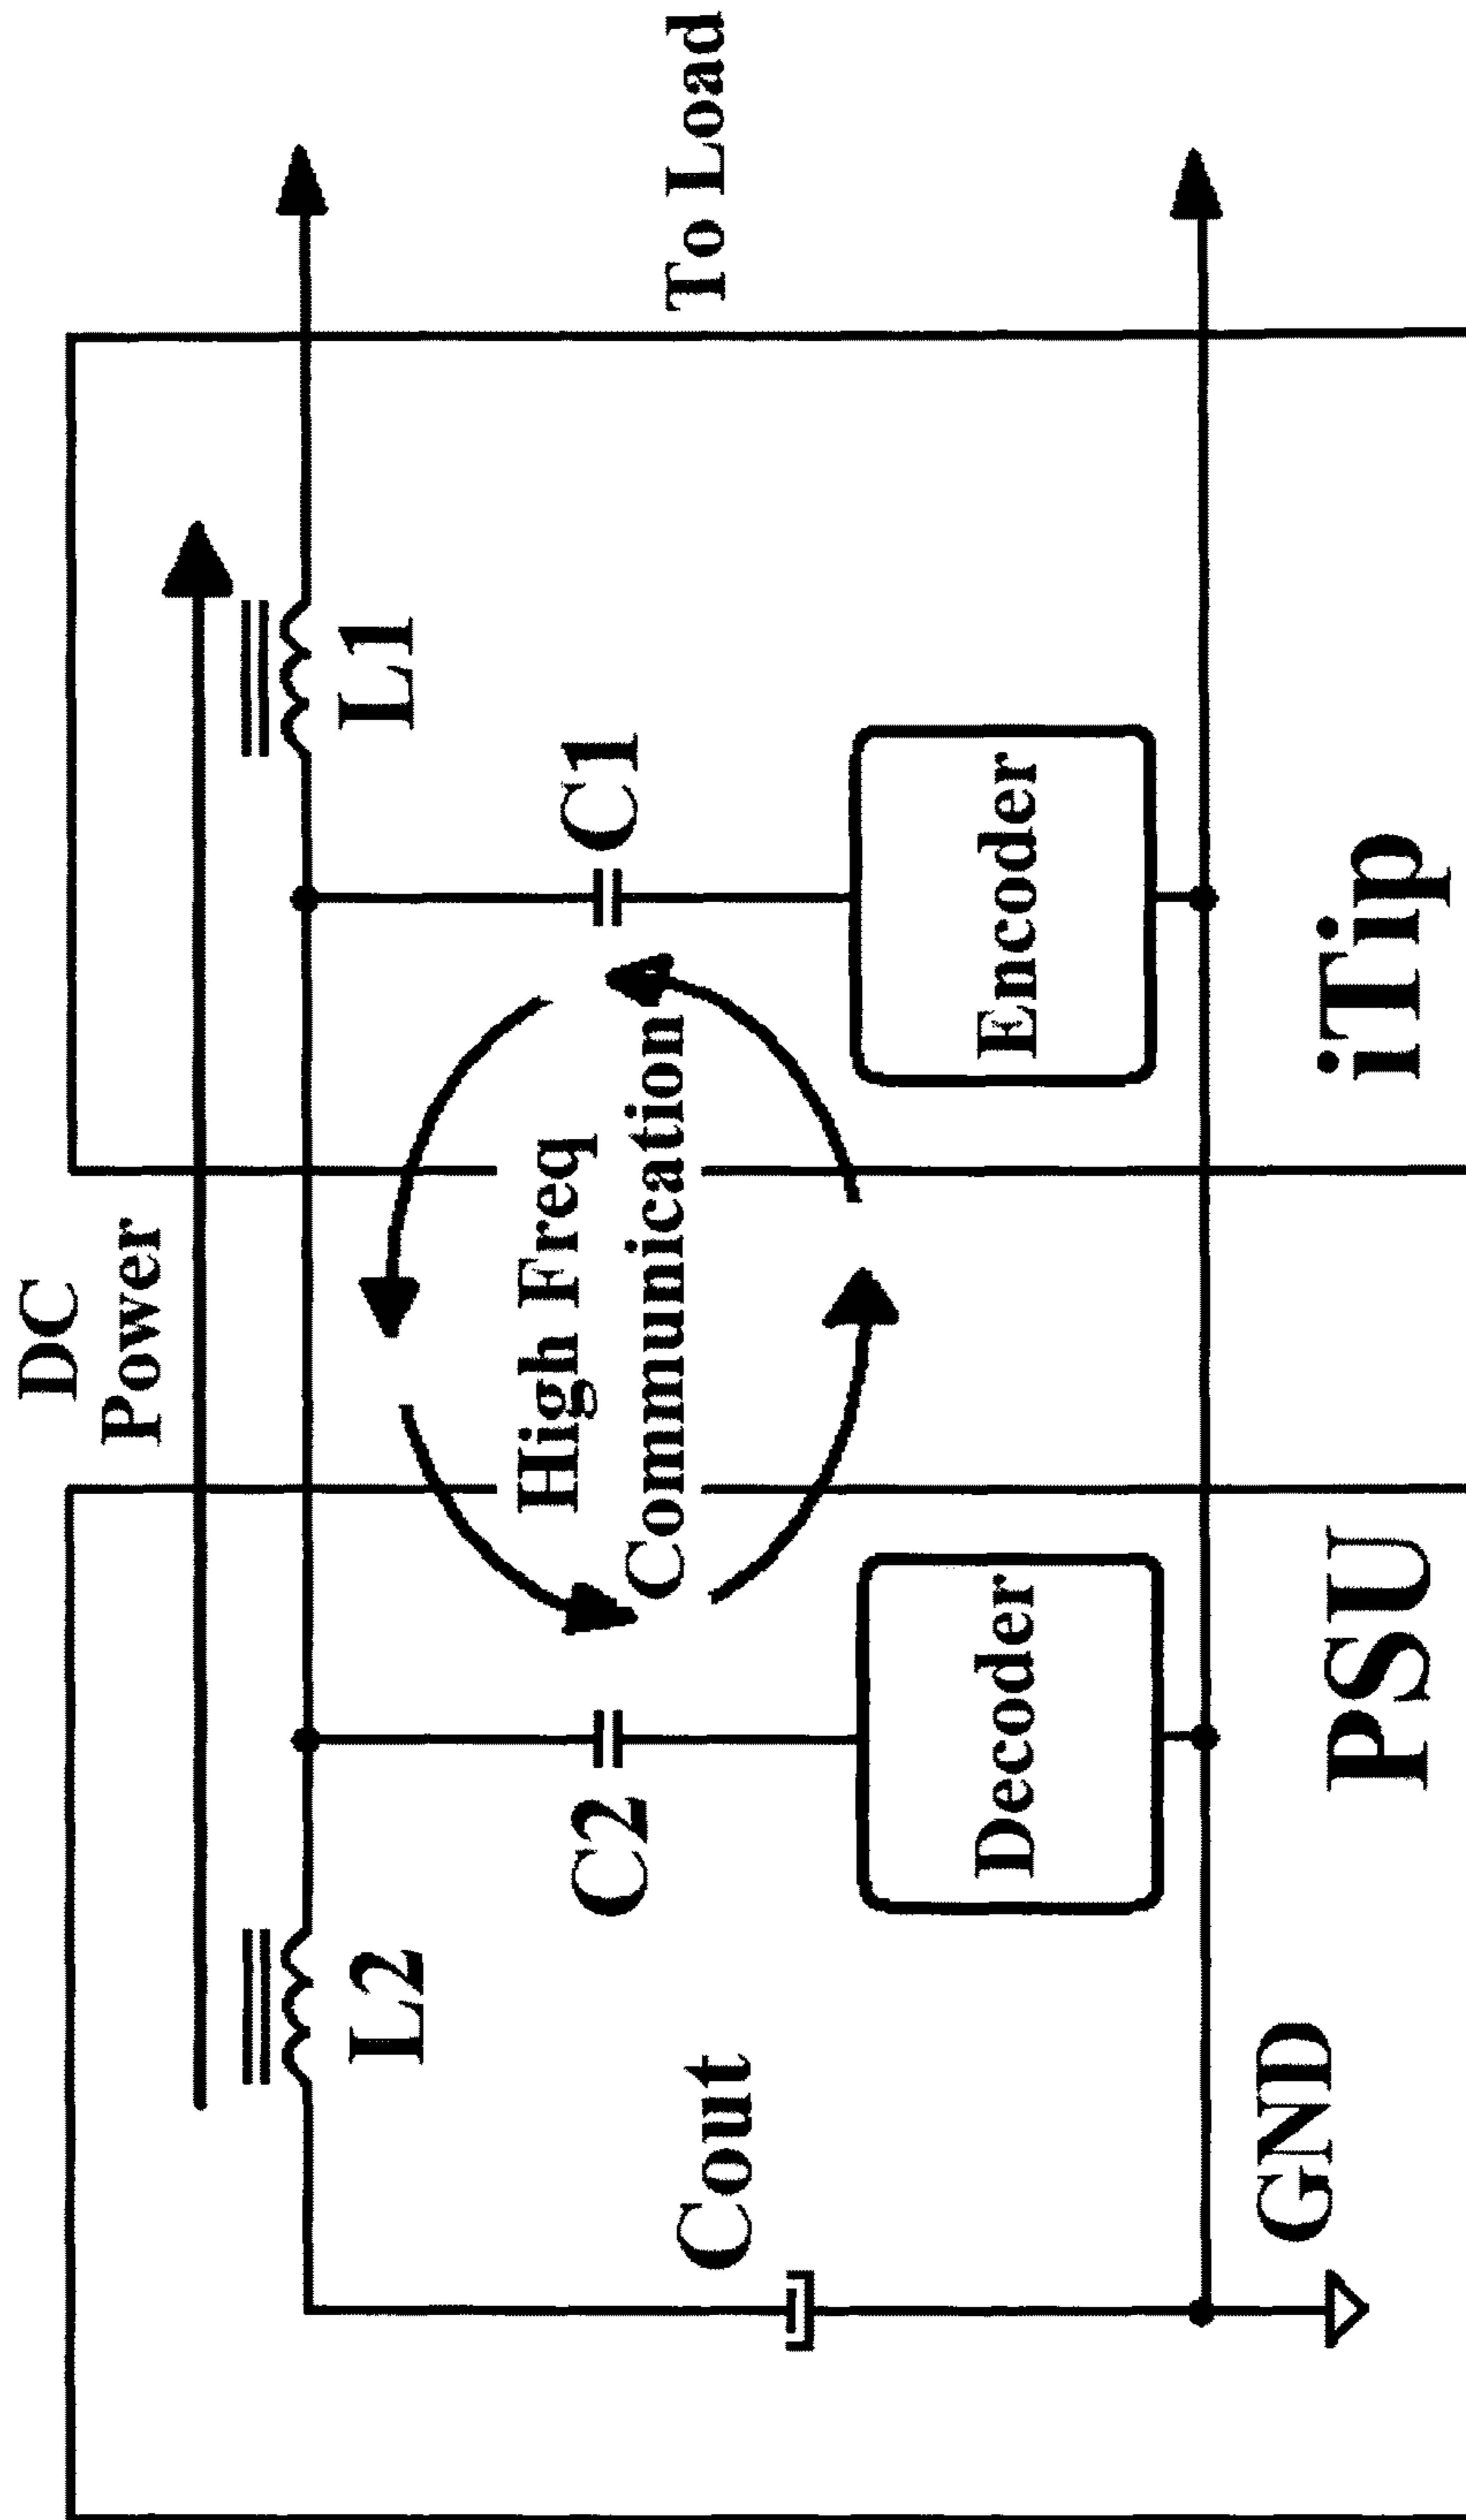 DC
Power
L2
L1
C2
C1
High Freq
Communication
Cout
To Load
Decoder
Encoder
GND
PSU
iTip